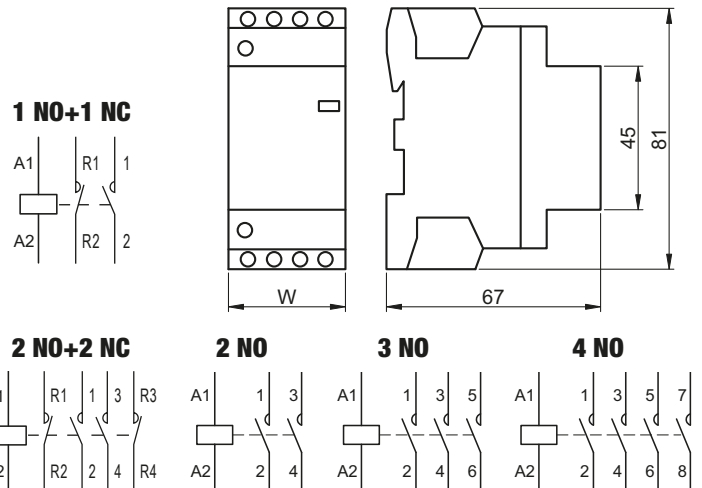 1 NO+1 NC
A1 R1 1
A2 R2 2
45
81
W
67
2 NO+2 NC
R1 1 3 R3
R2 2 4 R4
2 NO
A1 1 3
A2 2 4
3 NO
A1 1 3 5
A2 2 4 6
4 NO
A1 1 3 5 7
A2 2 4 6 8